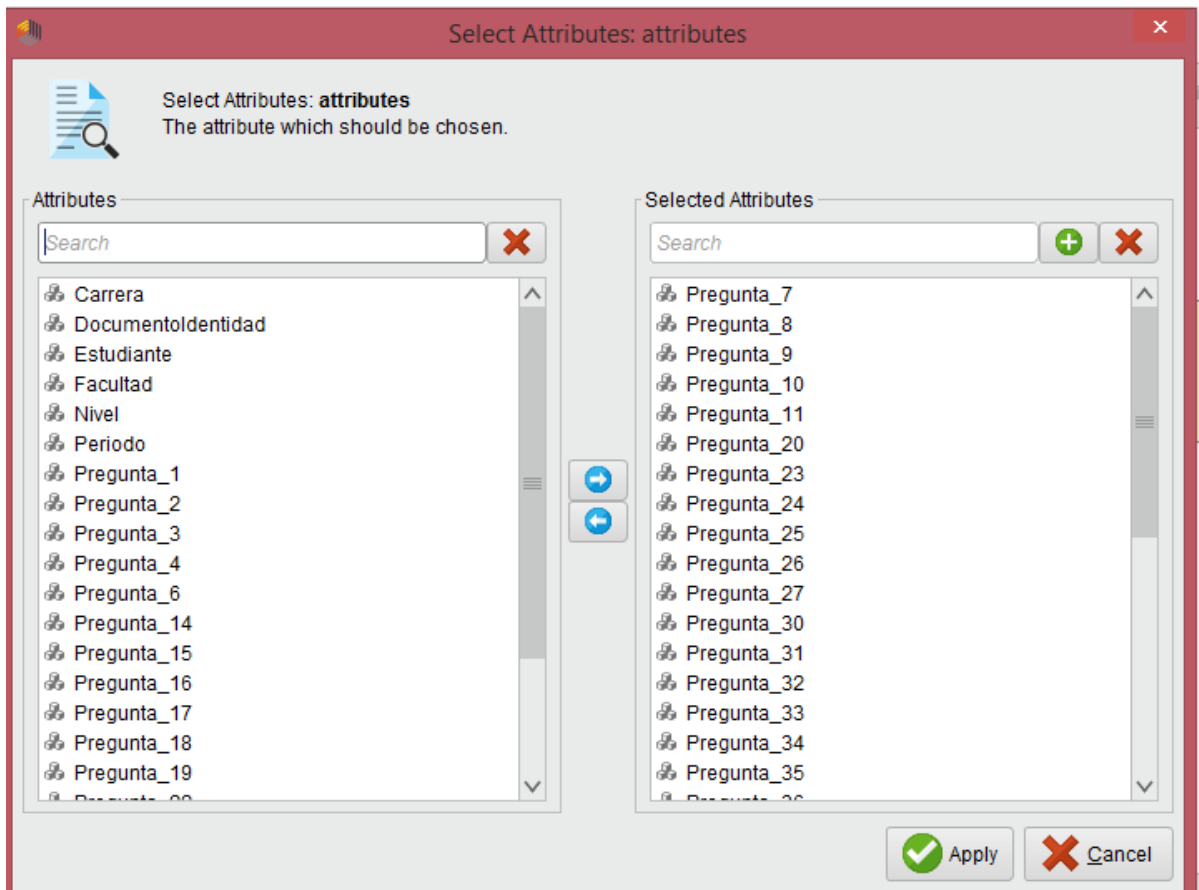 Select Attributes: attributes
Select Attributes: attributes
The attribute which should be chosen.
Attributes
Search
Carrera
DocumentoIdentidad
Estudiante
Facultad
Nivel
Periodo
Pregunta_1
Pregunta_2
Pregunta_3
Pregunta_4
Pregunta_6
Pregunta_14
Pregunta_15
Pregunta_16
Pregunta_17
Pregunta_18
Pregunta_19
Selected Attributes
Search
Pregunta_7
Pregunta_8
Pregunta_9
Pregunta_10
Pregunta_11
Pregunta_20
Pregunta_23
Pregunta_24
Pregunta_25
Pregunta_26
Pregunta_27
Pregunta_30
Pregunta_31
Pregunta_32
Pregunta_33
Pregunta_34
Pregunta_35
Apply
Cancel